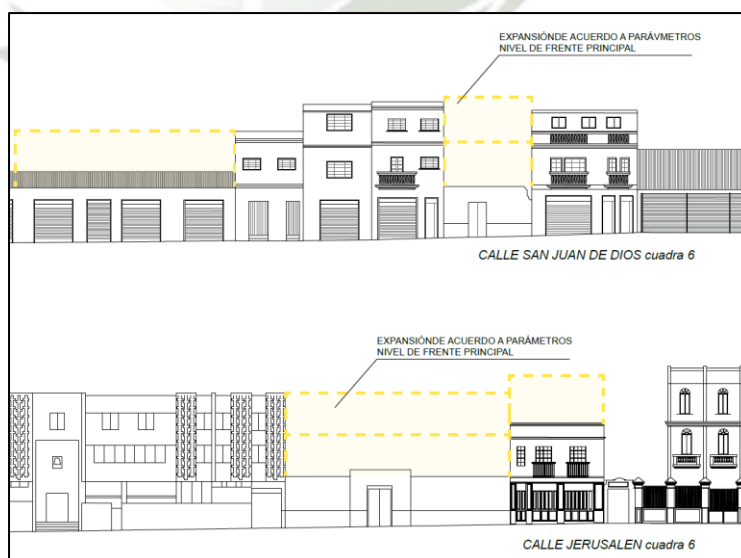 EXPANSIÓNDE ACUERDO A PARÁVMETROS
NIVEL DE FRENTE PRINCIPAL
CALLE SAN JUAN DE DIOS cuadra 6
EXPANSIÓNDE ACUERDO A PARÁMETROS
NIVEL DE FRENTE PRINCIPAL
CALLE JERUSALEN cuadra 6